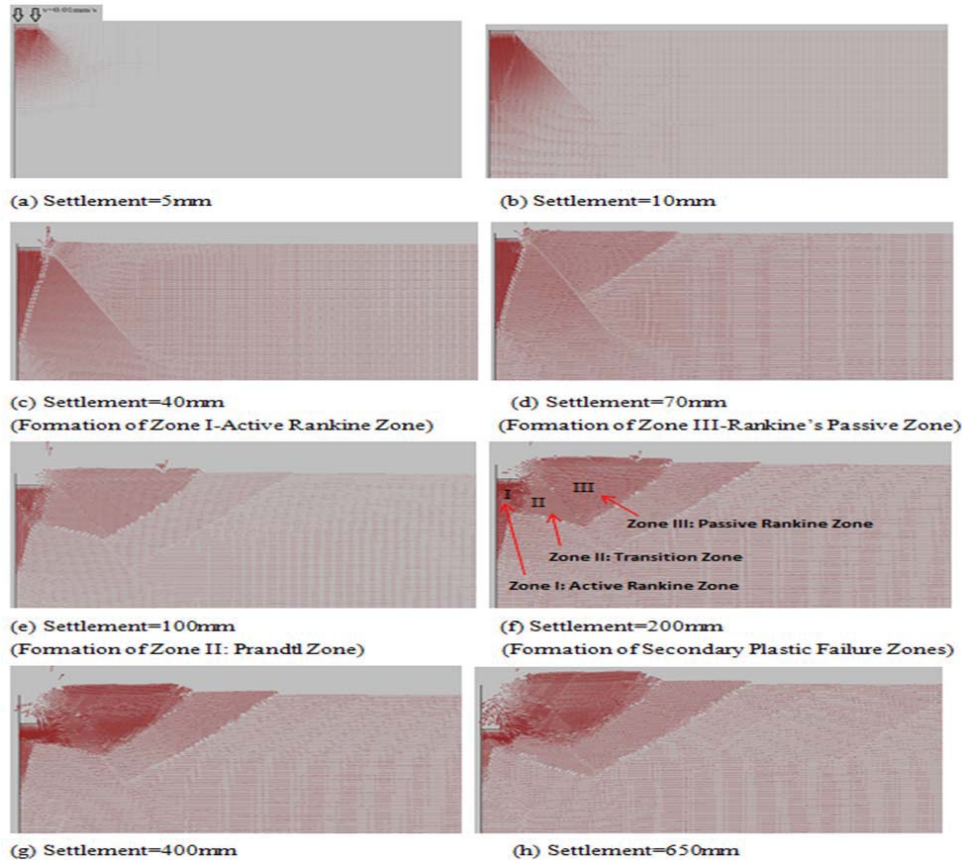 (a) Settlement=5mm
(b) Settlement=10mm
(c) Settlement=40mm
(Formation of Zone I-Active Rankine Zone)
(d) Settlement=70mm
(Formation of Zone III-Rankine's Passive Zone)
I
II
III
Zone III: Passive Rankine Zone
Zone II: Transition Zone
Zone I: Active Rankine Zone
(e) Settlement=100mm
(Formation of Zone II: Prandtl Zone)
(f) Settlement=200mm
(Formation of Secondary Plastic Failure Zones)
(g) Settlement=400mm
(h) Settlement=650mm